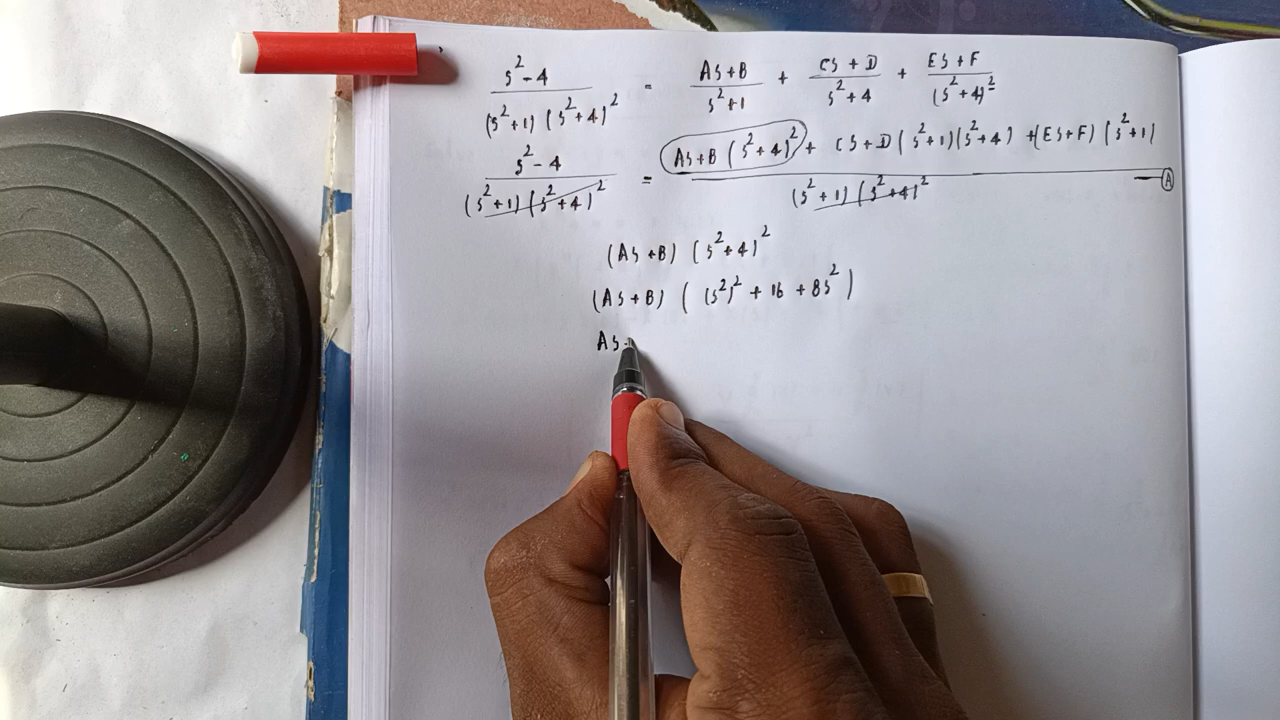 s² - 4 / (s² + 1) (s² + 4)² = As + B / s² + 1 + Cs + D / s² + 4 + Es + F / (s² + 4)²
s² - 4 / (s² + 1) (s² + 4)² = As + B (s² + 4)² + Cs + D (s² + 1) (s² + 4) + (Es + F) (s² + 1) / (s² + 1) (s² + 4)² — A
(As + B) (s² + 4)²
(As + B) ( (s²)² + 16 + 8s² )
As